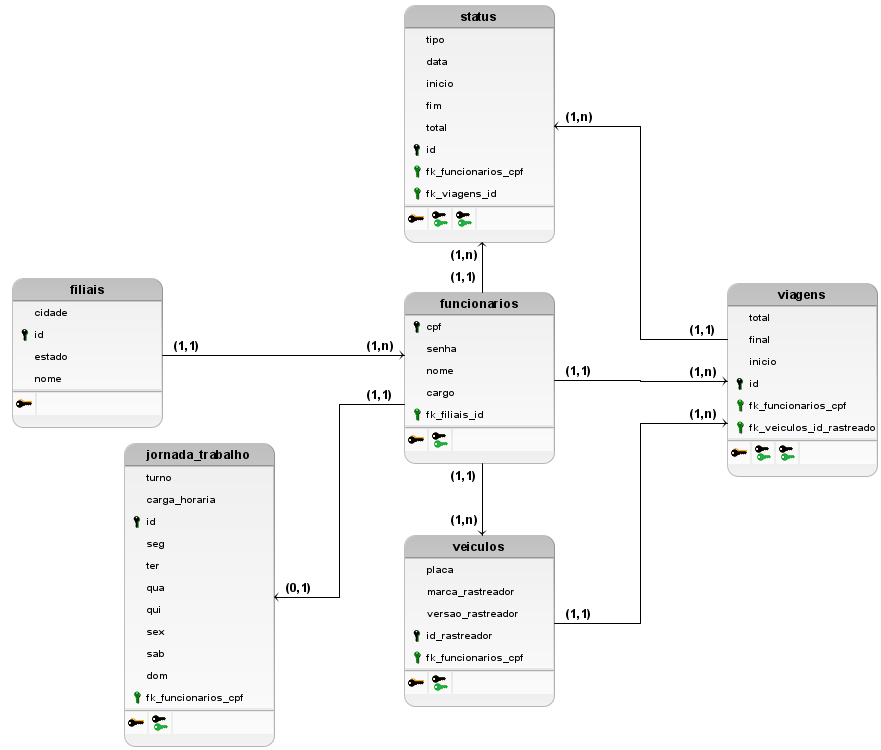 status
tipo
data
inicio
fim
total
id
fk_funcionarios_cpf
fk_viagens_id
(1,n)
(1,n)
(1,1)
filiais
cidade
id
estado
nome
(1,1)
(1,n)
funcionarios
cpf
senha
nome
cargo
fk_filiais_id
(1,1)
(1,1)
(1,n)
(1,1)
(1,n)
viagens
total
final
inicio
id
fk_funcionarios_cpf
fk_veiculos_id_rastreado
jornada_trabalho
turno
carga_horaria
id
seg
ter
qua
qui
sex
sab
dom
fk_funcionarios_cpf
(0,1)
(1,1)
(1,n)
veiculos
placa
marca_rastreador
versao_rastreador
id_rastreador
fk_funcionarios_cpf
(1,1)